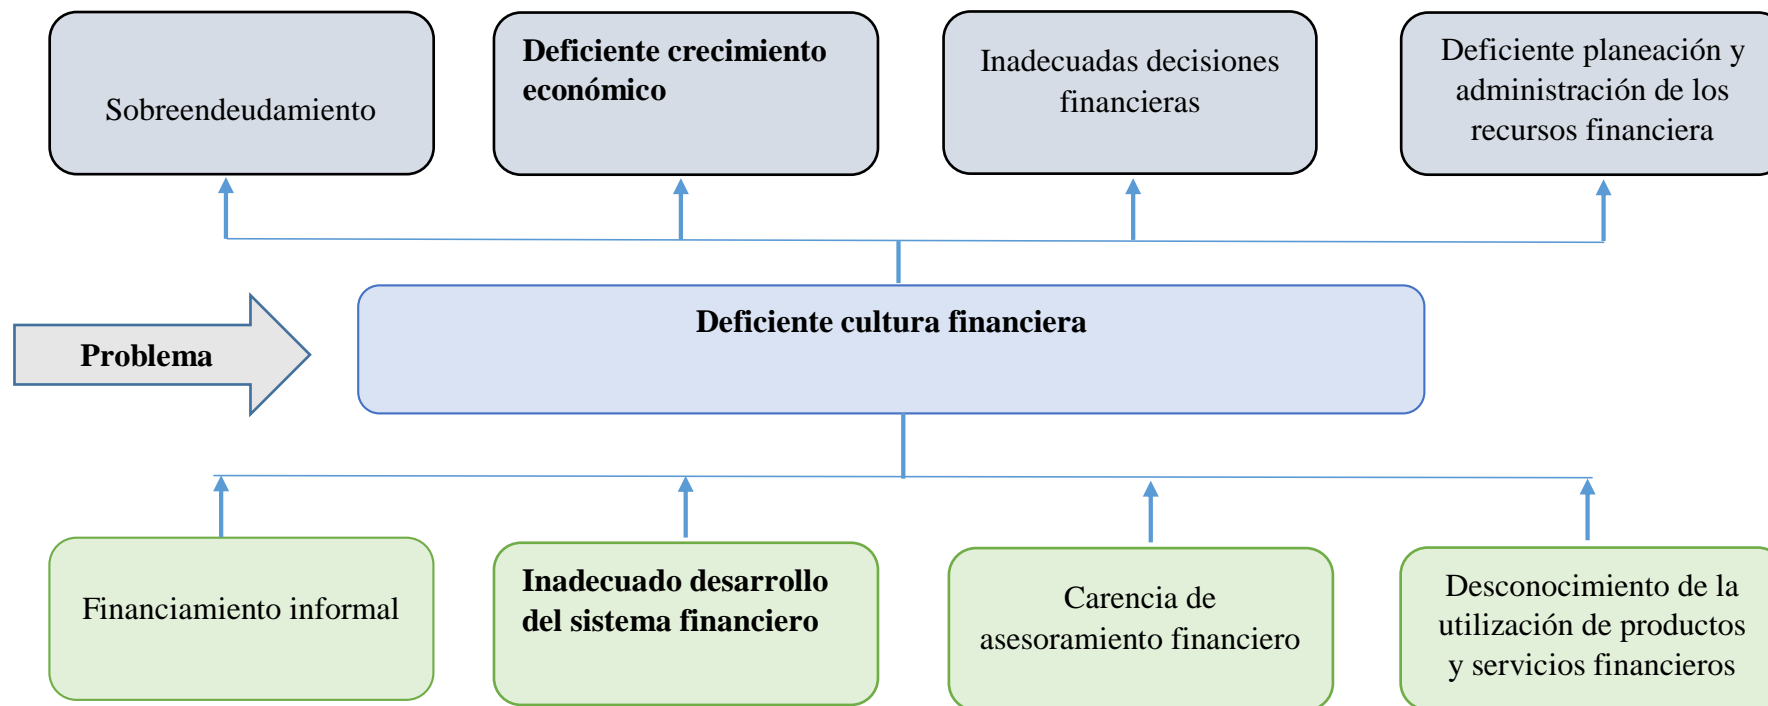 Sobreendeudamiento
Deficiente crecimiento
económico
Inadecuadas decisiones
financieras
Deficiente planeación y
administración de los
recursos financiera
Problema
Deficiente cultura financiera
Financiamiento informal
Inadecuado desarrollo
del sistema financiero
Carencia de
asesoramiento financiero
Desconocimiento de la
utilización de productos
y servicios financieros